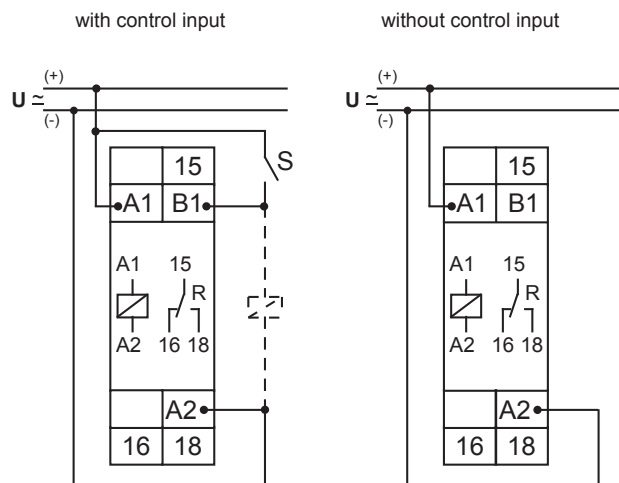 with control input
without control input
(+)
U ≃
(-)
S
15
A1 B1
A1 15
R
A2 16 18
A2
16 18
(+)
U ≃
(-)
15
A1 B1
A1 15
R
A2 16 18
A2
16 18